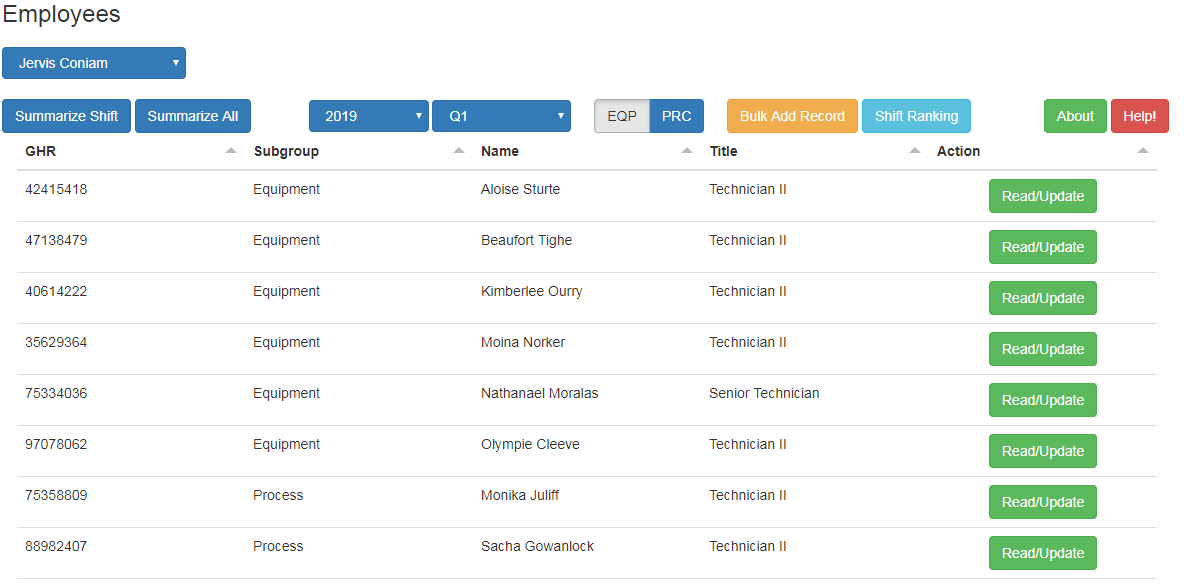 Employees
Jervis Coniam
Summarize Shift Summarize All 2019 Q1 EQP PRC Bulk Add Record Shift Ranking About Help!
GHR Subgroup Name Title Action
42415418 Equipment Aloise Sturte Technician II Read/Update
47138479 Equipment Beaufort Tighe Technician II Read/Update
40614222 Equipment Kimberlee Ourry Technician II Read/Update
35629364 Equipment Moina Norker Technician II Read/Update
75334036 Equipment Nathanael Moralas Senior Technician Read/Update
97078062 Equipment Olympie Cleeve Technician II Read/Update
75358809 Process Monika Juliff Technician II Read/Update
88982407 Process Sacha Gowanlock Technician II Read/Update